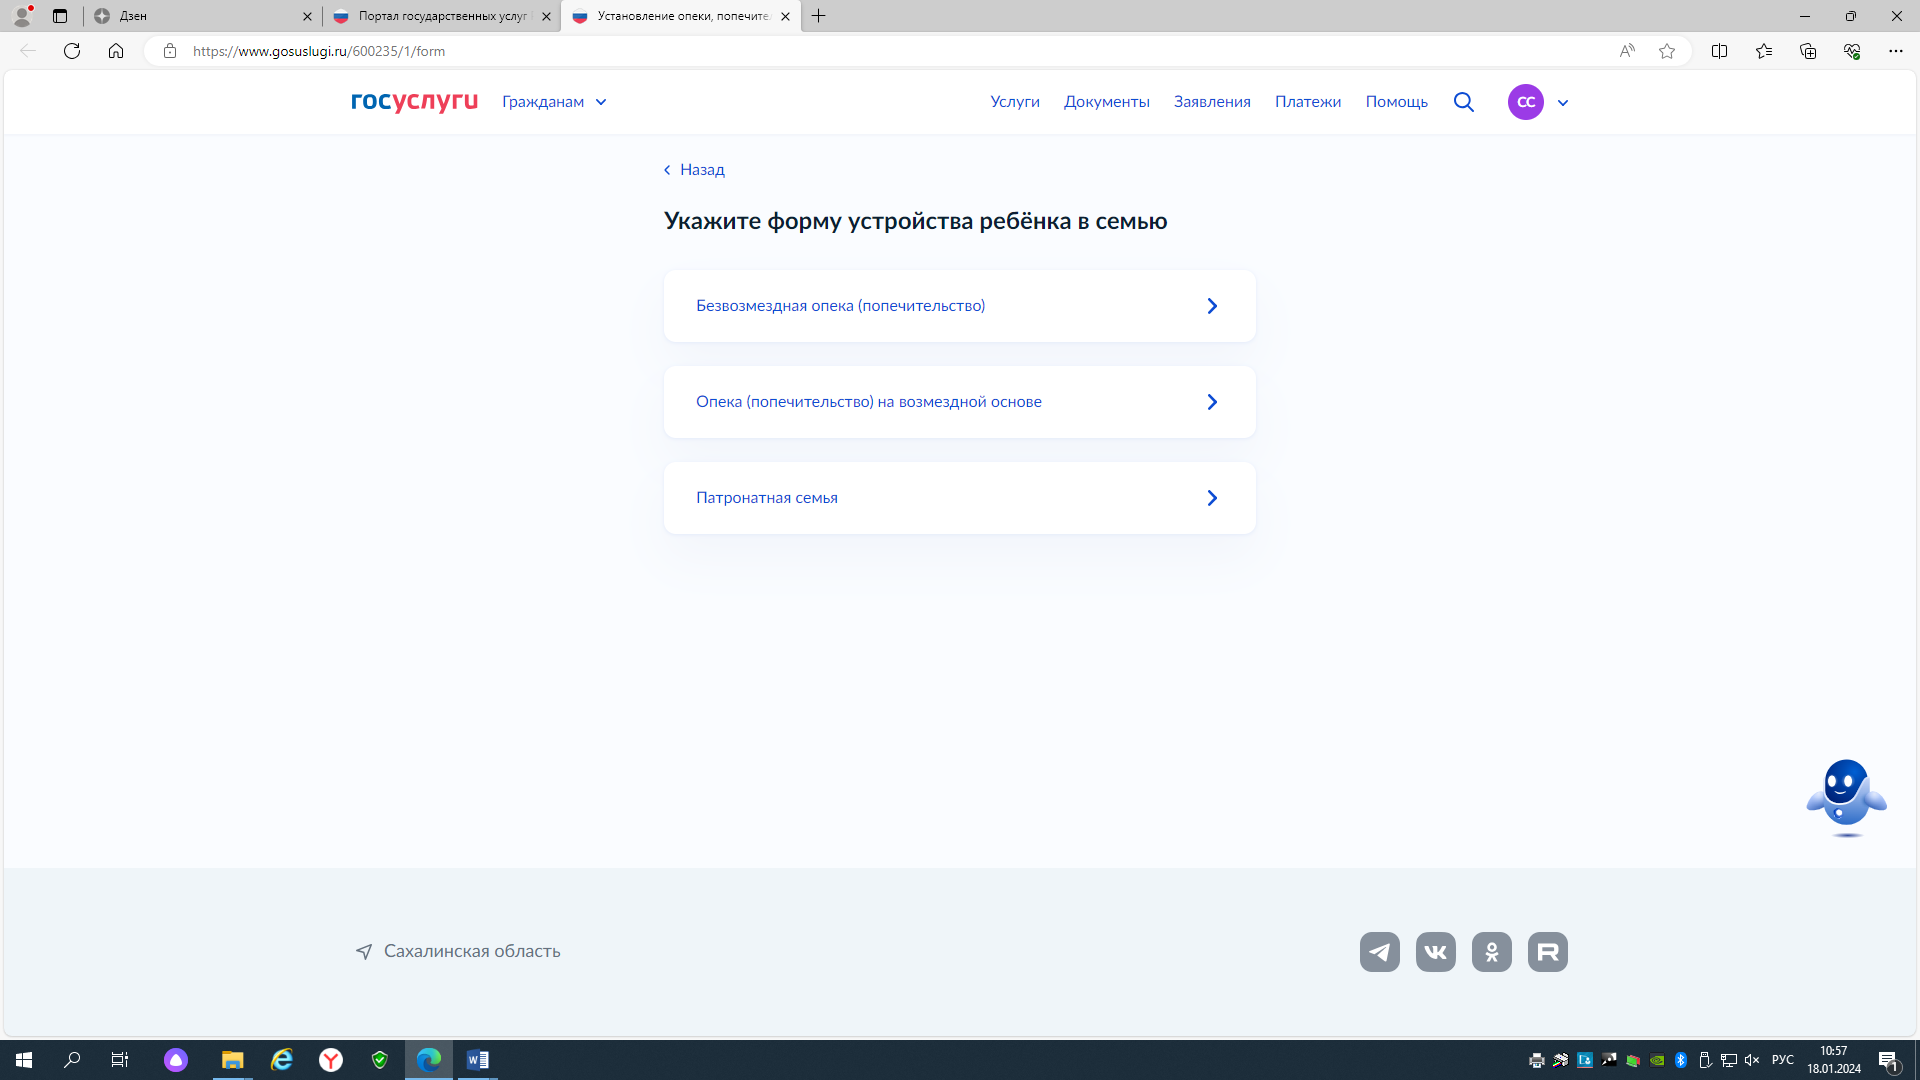 Дзен
Портал государственных услуг
Установление опеки, попечите
https://www.gosuslugi.ru/600235/1/form
госуслуги
Гражданам
Услуги
Документы
Заявления
Платежи
Помощь
СС
Назад
Укажите форму устройства ребёнка в семью
Безвозмездная опека (попечительство)
Опека (попечительство) на возмездной основе
Патронатная семья
Сахалинская область
РУС
10:57
18.01.2024
1